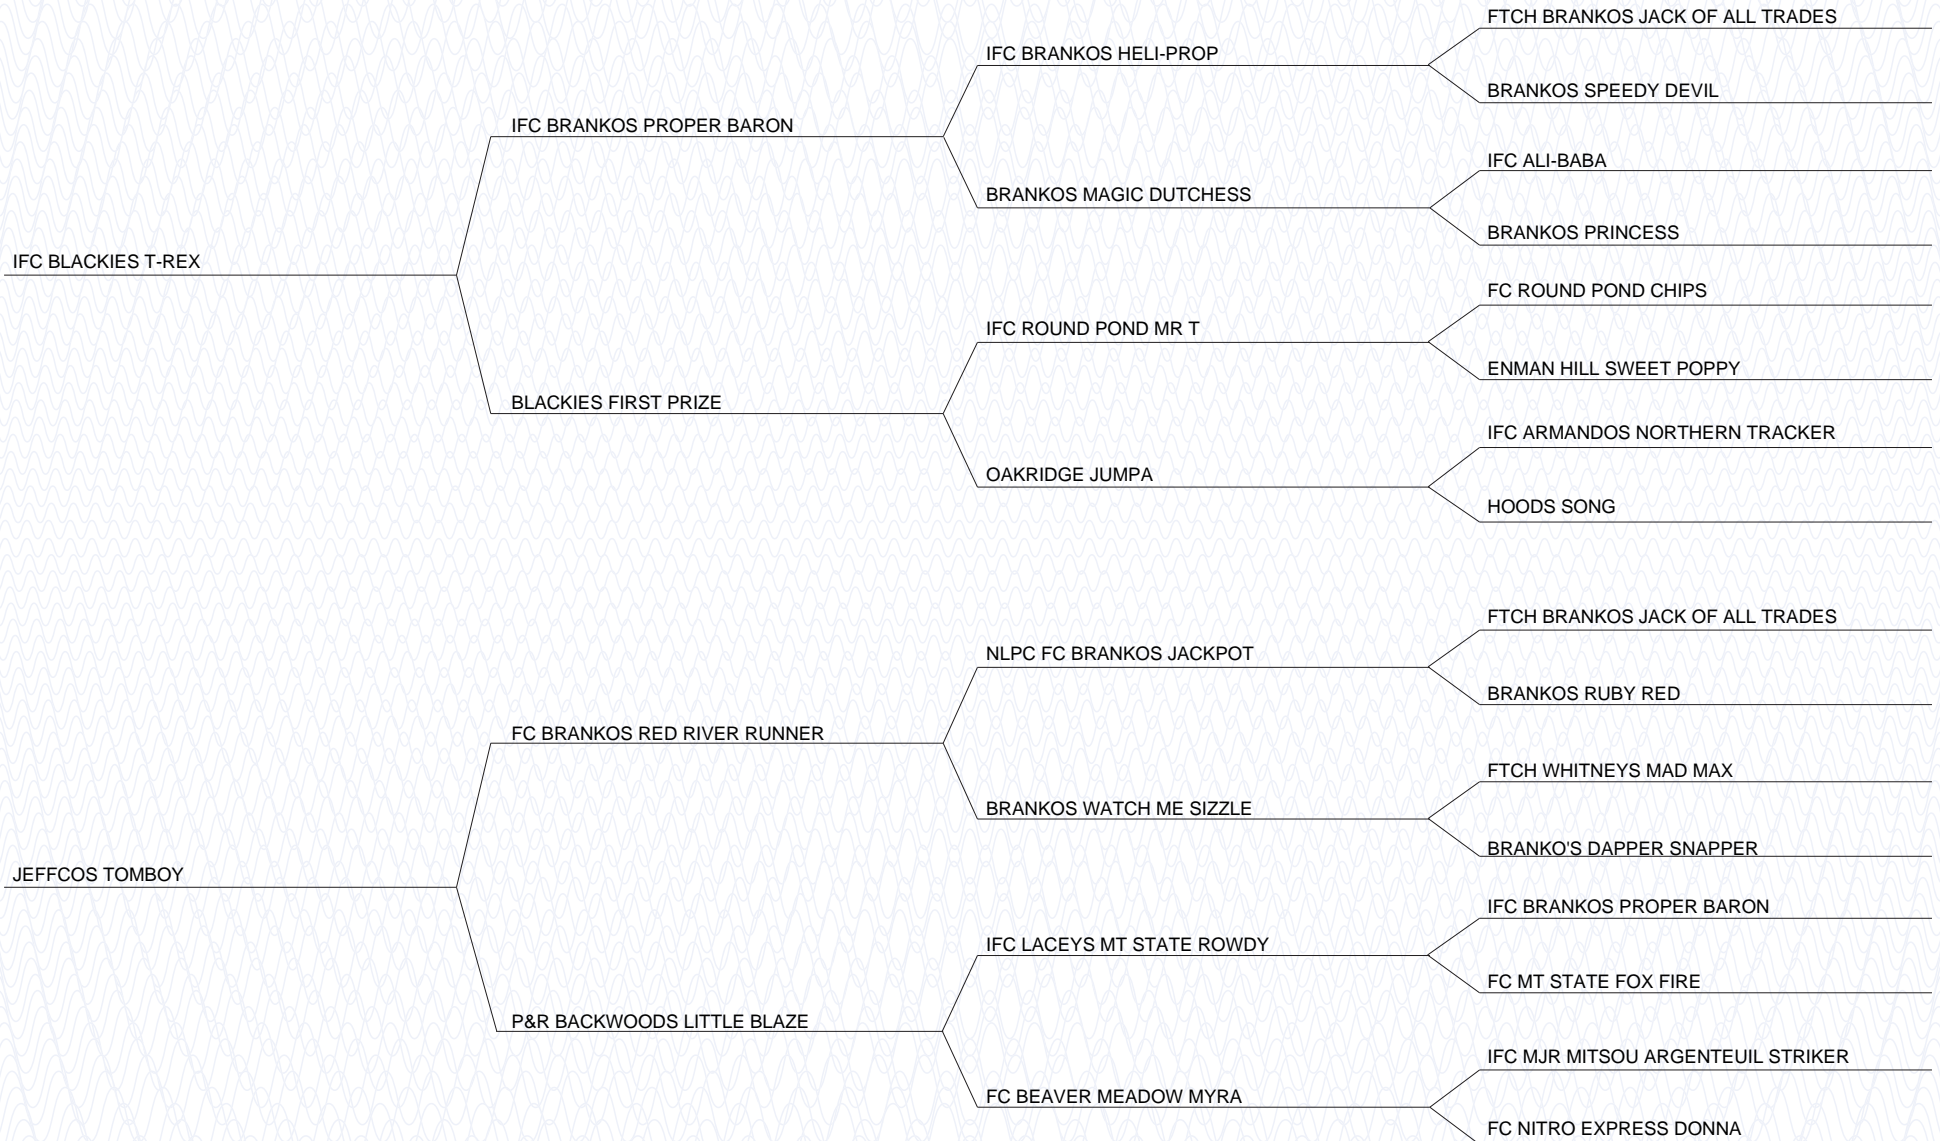 FTCH BRANKOS JACK OF ALL TRADES
IFC BRANKOS HELI-PROP
BRANKOS SPEEDY DEVIL
IFC BRANKOS PROPER BARON
IFC ALI-BABA
BRANKOS MAGIC DUTCHESS
BRANKOS PRINCESS
IFC BLACKIES T-REX
FC ROUND POND CHIPS
IFC ROUND POND MR T
ENMAN HILL SWEET POPPY
BLACKIES FIRST PRIZE
IFC ARMANDOS NORTHERN TRACKER
OAKRIDGE JUMPA
HOODS SONG
FTCH BRANKOS JACK OF ALL TRADES
NLPC FC BRANKOS JACKPOT
BRANKOS RUBY RED
FC BRANKOS RED RIVER RUNNER
FTCH WHITNEYS MAD MAX
BRANKOS WATCH ME SIZZLE
BRANKO'S DAPPER SNAPPER
JEFFCOS TOMBOY
IFC BRANKOS PROPER BARON
IFC LACEYS MT STATE ROWDY
FC MT STATE FOX FIRE
P&R BACKWOODS LITTLE BLAZE
IFC MJR MITSOU ARGENTEUIL STRIKER
FC BEAVER MEADOW MYRA
FC NITRO EXPRESS DONNA